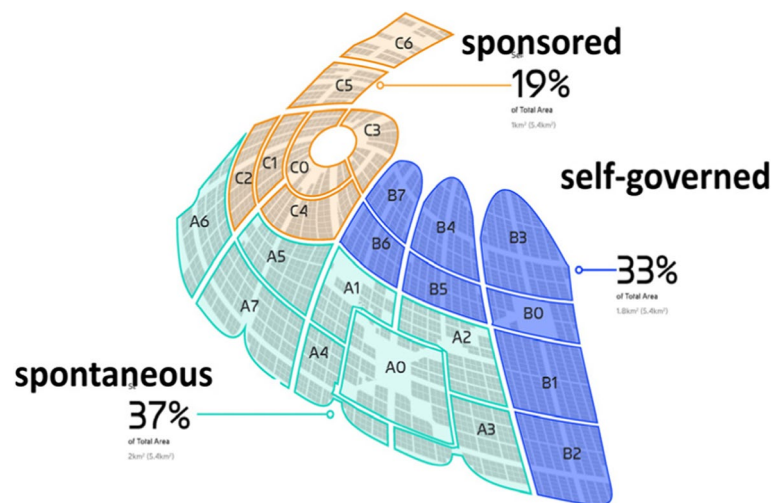 C6
sponsored
19%
of Total Area
1km² (5.4km²)
C5
C3
C1
C0
C2
C4
self-governed
B7
B4
B3
A6
B6
A5
33%
of Total Area
1.8km² (5.4km²)
A1
B5
B0
A7
A2
A4
A0
spontaneous
B1
37%
of Total Area
2km² (5.4km²)
A3
B2